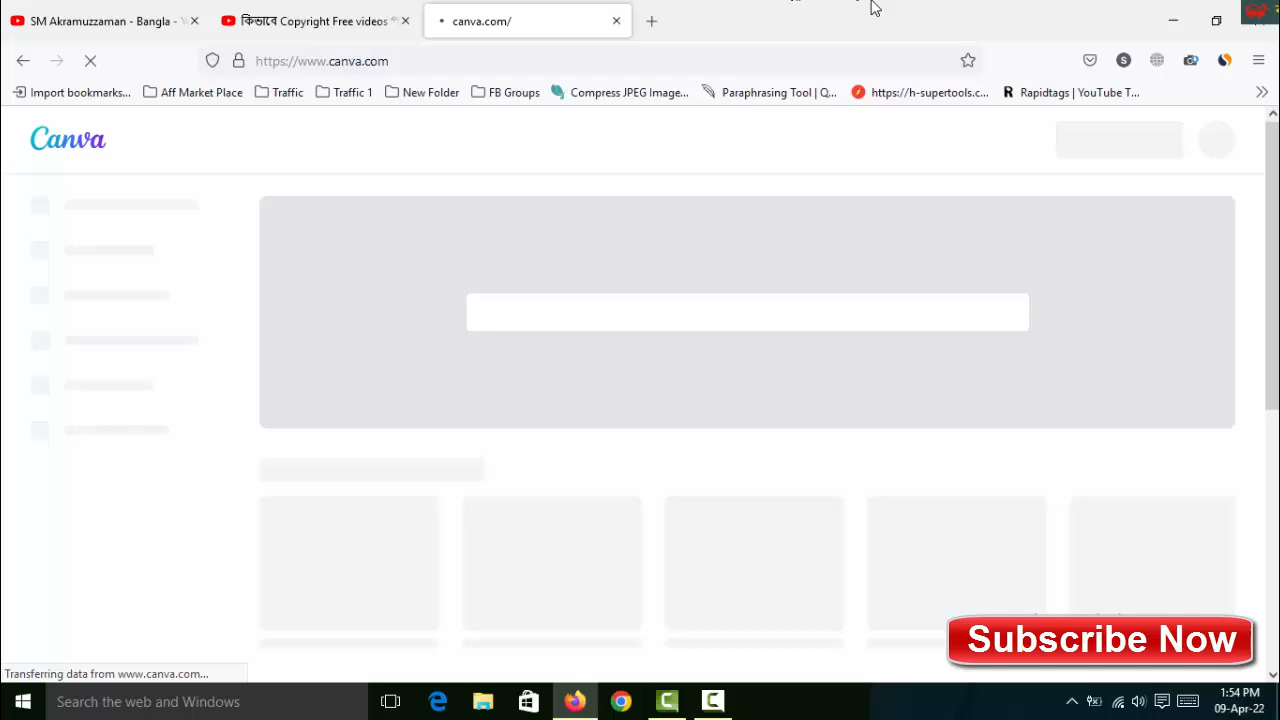 SM Akramuzzaman - Bangla -
কিভাবে Copyright Free videos
canva.com/
https://www.canva.com
Import bookmarks...
Aff Market Place
Traffic
Traffic 1
New Folder
FB Groups
Compress JPEG Image...
Paraphrasing Tool | Q...
https://h-supertools.c...
Rapidtags | YouTube T...
Canva
Subscribe Now
Transferring data from www.canva.com...
Search the web and Windows
1:54 PM
09-Apr-22